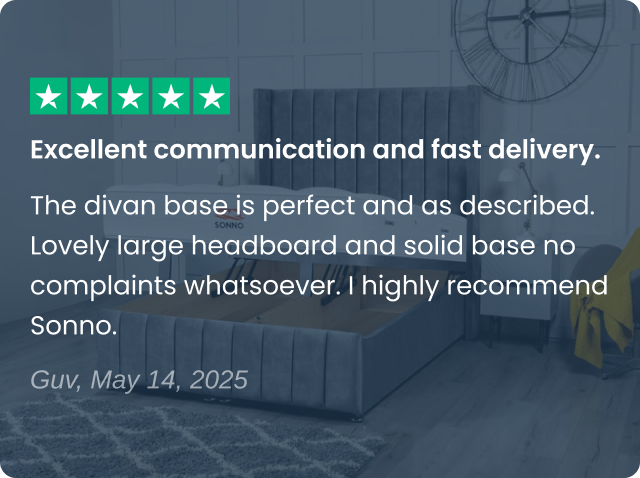 Excellent communication and fast delivery.
The divan base is perfect and as described.
SONNO
Lovely large headboard and solid base no
complaints whatsoever. I highly recommend
Sonno.
Guv, May 14, 2025